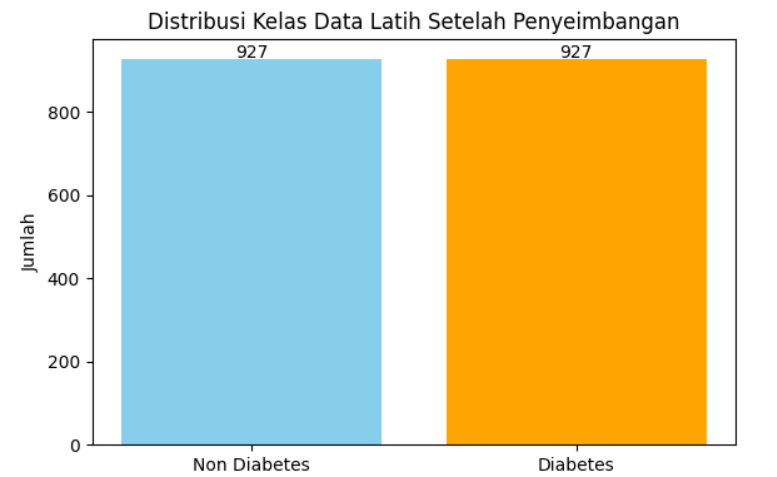 Distribusi Kelas Data Latih Setelah Penyeimbangan
927
927
800
600
400
200
0
Jumlah
Non Diabetes
Diabetes